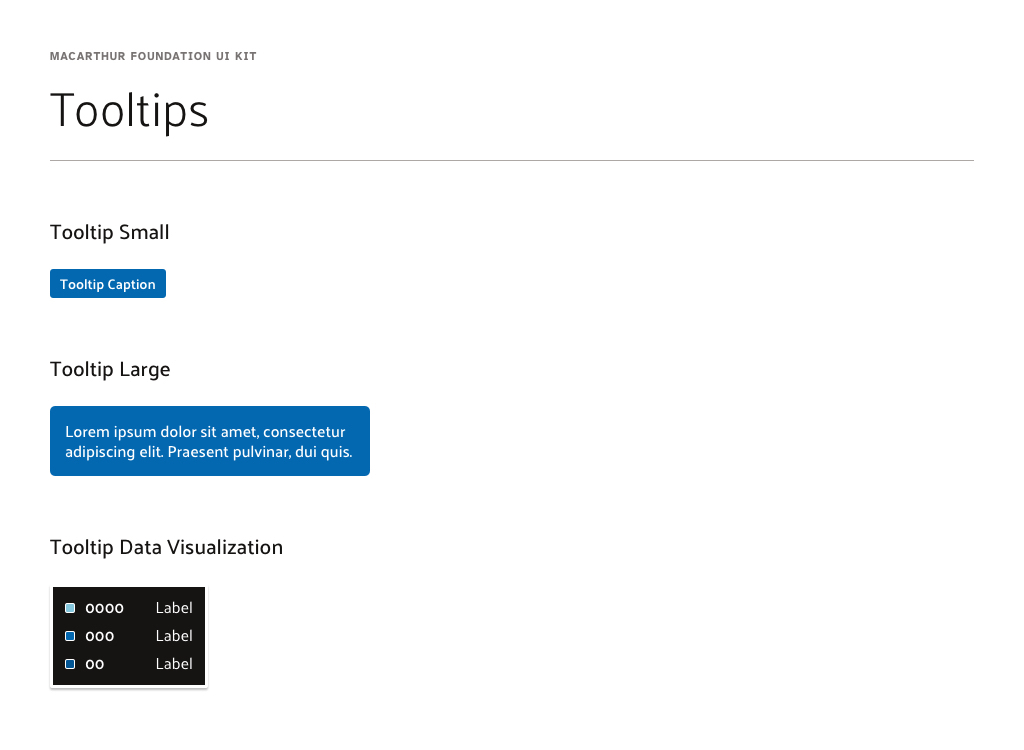 MACARTHUR FOUNDATION UI KIT
Tooltips
Tooltip Small
Tooltip Caption
Tooltip Large
Lorem ipsum dolor sit amet, consectetur
adipiscing elit. Praesent pulvinar, dui quis.
Tooltip Data Visualization
0000 Label
000 Label
00 Label